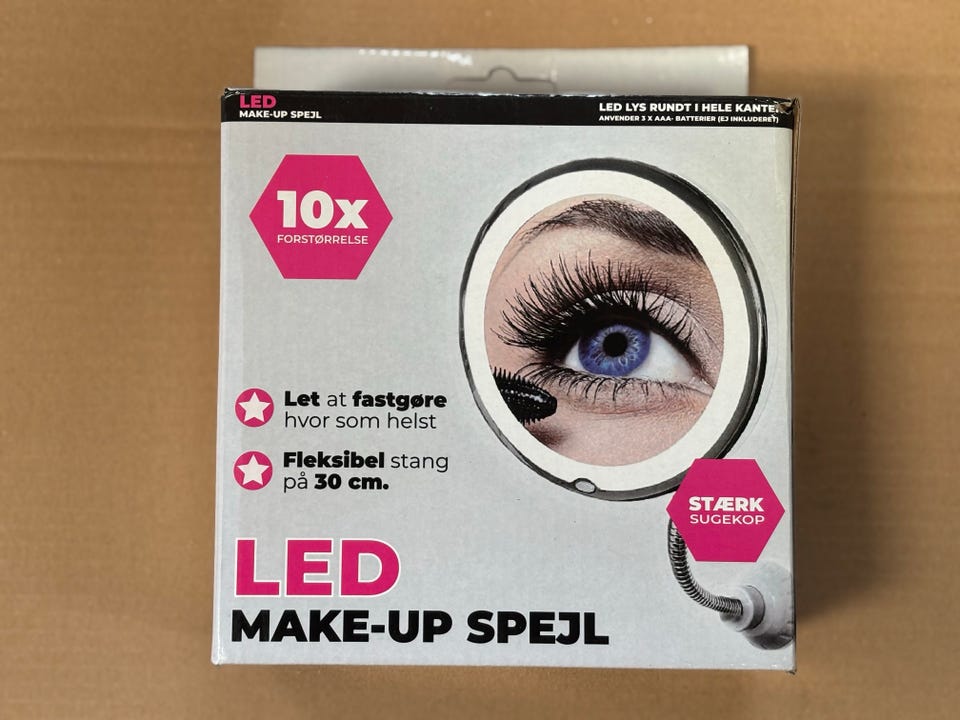 LED
MAKE-UP SPEJL
LED LYS RUNDT I HELE KANTEN
ANVENDER 3 X AAA- BATTERIER (EJ INKLUDERET)
10x
FORSTØRRELSE
Let at fastgøre
hvor som helst
Fleksibel stang
på 30 cm.
STÆRK
SUGEKOP
LED
MAKE-UP SPEJL